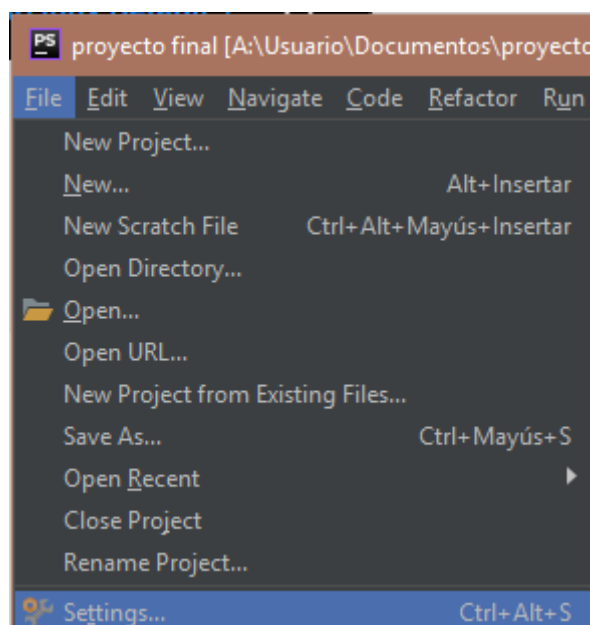 PS proyecto final [A:\Usuario\Documentos\proyecto
File Edit View Navigate Code Refactor Run
New Project...
New... Alt+Insertar
New Scratch File Ctrl+Alt+Mayús+Insertar
Open Directory...
Open...
Open URL...
New Project from Existing Files...
Save As... Ctrl+Mayús+S
Open Recent
Close Project
Rename Project...
Settings... Ctrl+Alt+S